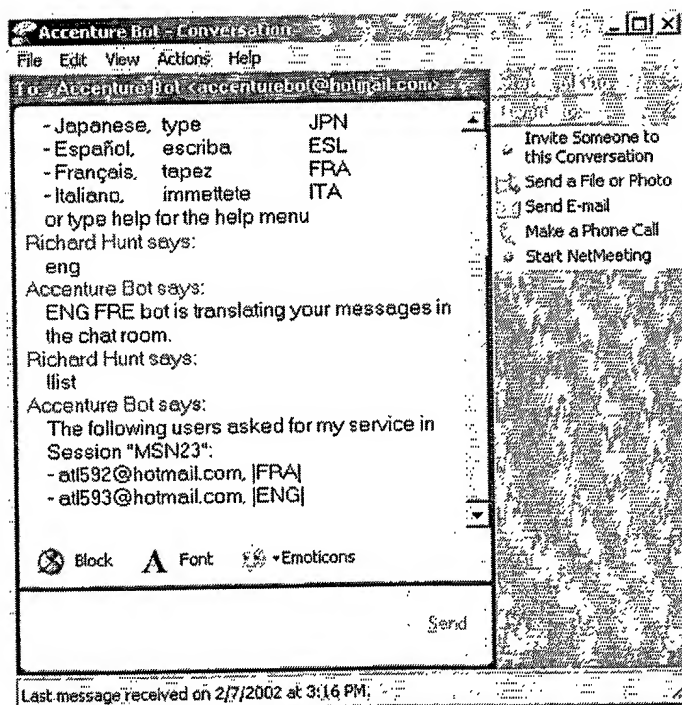 Accenture Bot - Conversation
File Edit View Actions Help
To: Accenture Bot <accenturebot@hotmail.com>
- Japanese, type JPN
- Español, escriba ESL
- Français, tapez FRA
- Italiano, immettete ITA
or type help for the help menu
Richard Hunt says:
eng
Accenture Bot says:
ENG FRE bot is translating your messages in
the chat room.
Richard Hunt says:
llist
Accenture Bot says:
The following users asked for my service in
Session "MSN23":
- atl592@hotmail.com, |FRA|
- atl593@hotmail.com, |ENG|
Block A Font Emoticons
Send
Invite Someone to
this Conversation
Send a File or Photo
Send E-mail
Make a Phone Call
Start NetMeeting
Last message received on 2/7/2002 at 3:16 PM.